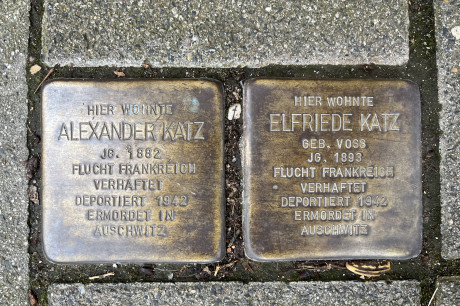 HIER WOHNTE
ALEXANDER KATZ
JG. 1882
FLUCHT FRANKREICH
VERHAFTET
DEPORTIERT 1942
ERMORDET IN
AUSCHWITZ
HIER WOHNTE
ELFRIEDE KATZ
GEB. VOSS
JG. 1893
FLUCHT FRANKREICH
VERHAFTET
DEPORTIERT 1942
ERMORDET IN
AUSCHWITZ